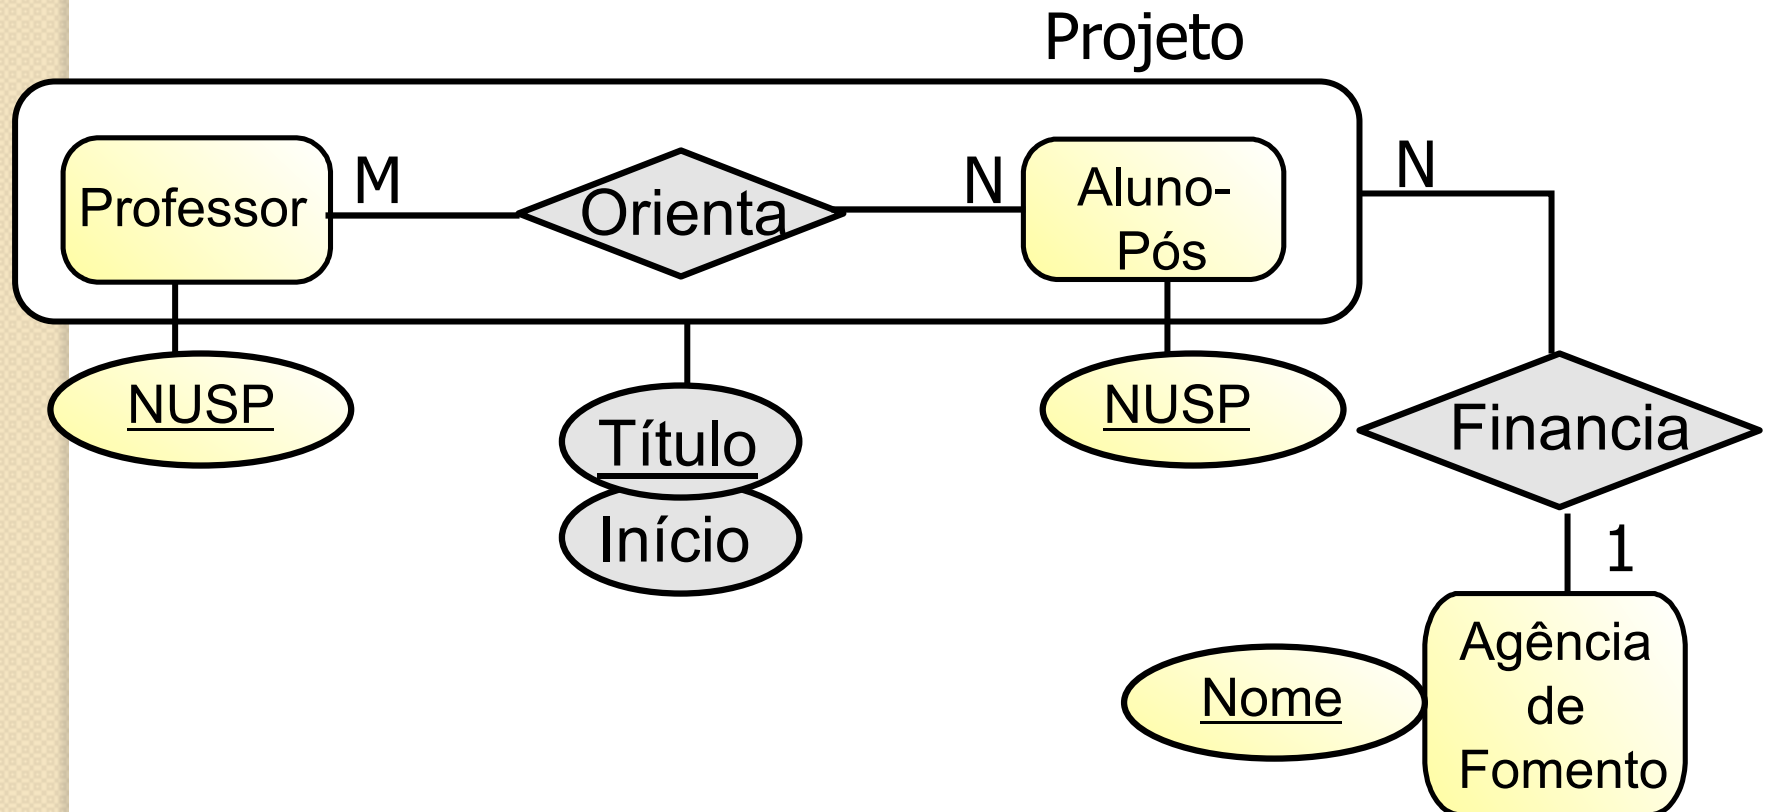 Projeto
Professor
M
Orienta
N
Aluno-
Pós
N
NUSP
Título
Início
NUSP
Financia
1
Nome
Agência
de
Fomento